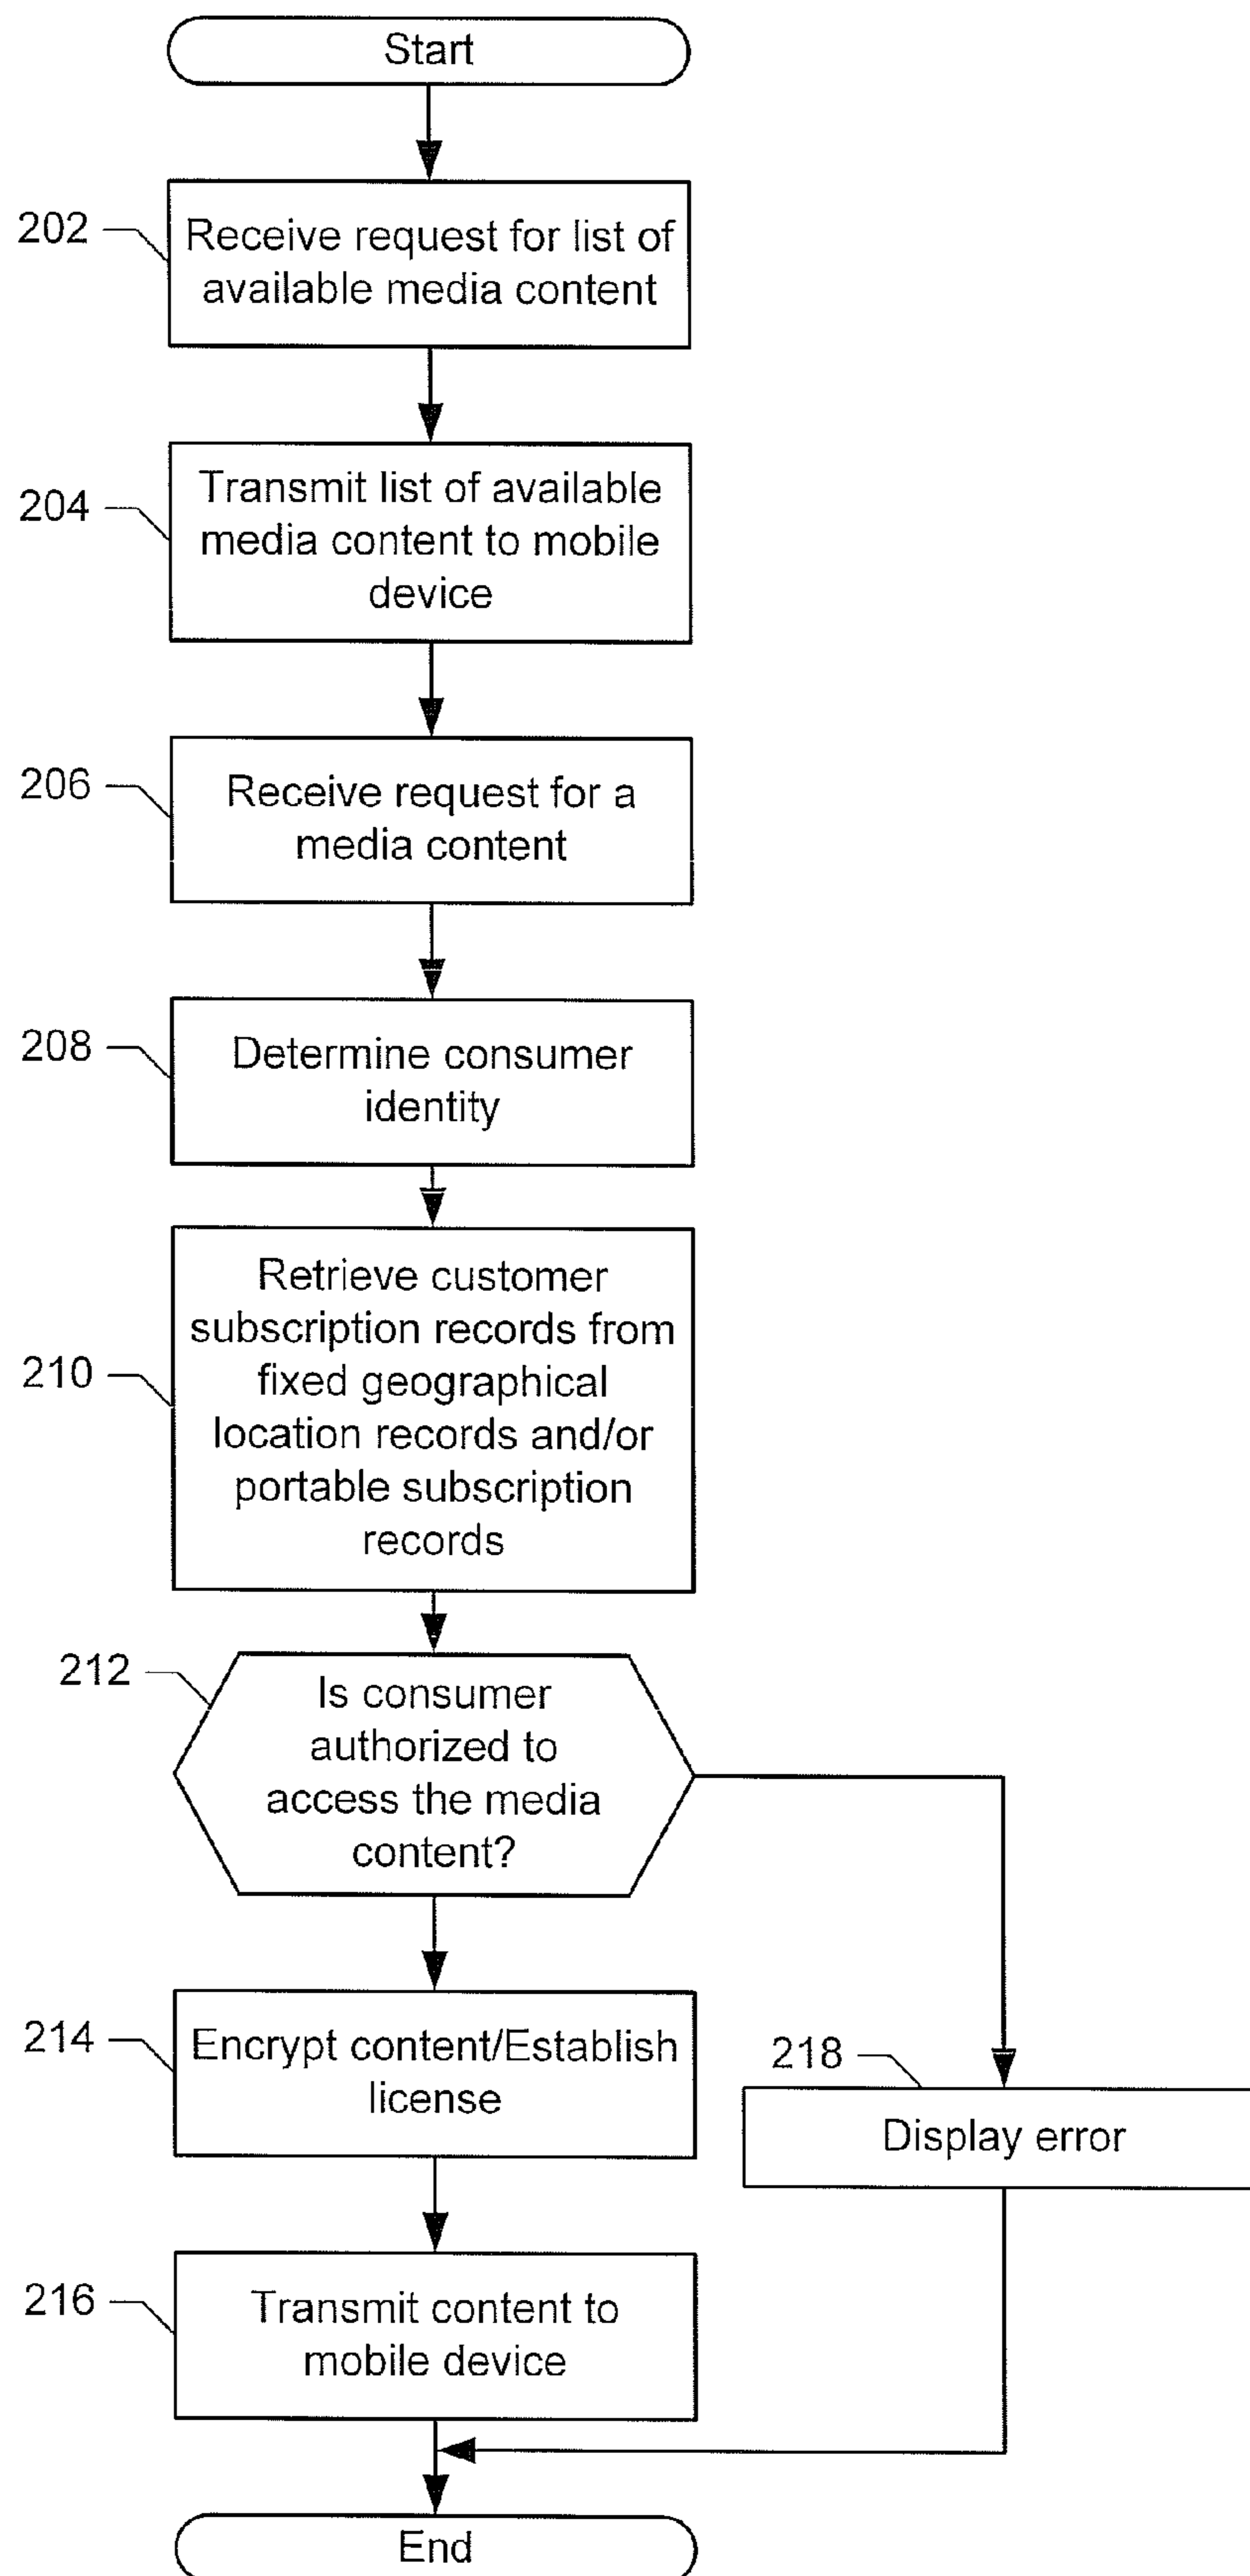 Start
202
Receive request for list of
available media content
204
Transmit list of available
media content to mobile
device
206
Receive request for a
media content
208
Determine consumer
identity
210
Retrieve customer
subscription records from
fixed geographical
location records and/or
portable subscription
records
212
Is consumer
authorized to
access the media
content?
214
Encrypt content/Establish
license
218
Display error
216
Transmit content to
mobile device
End